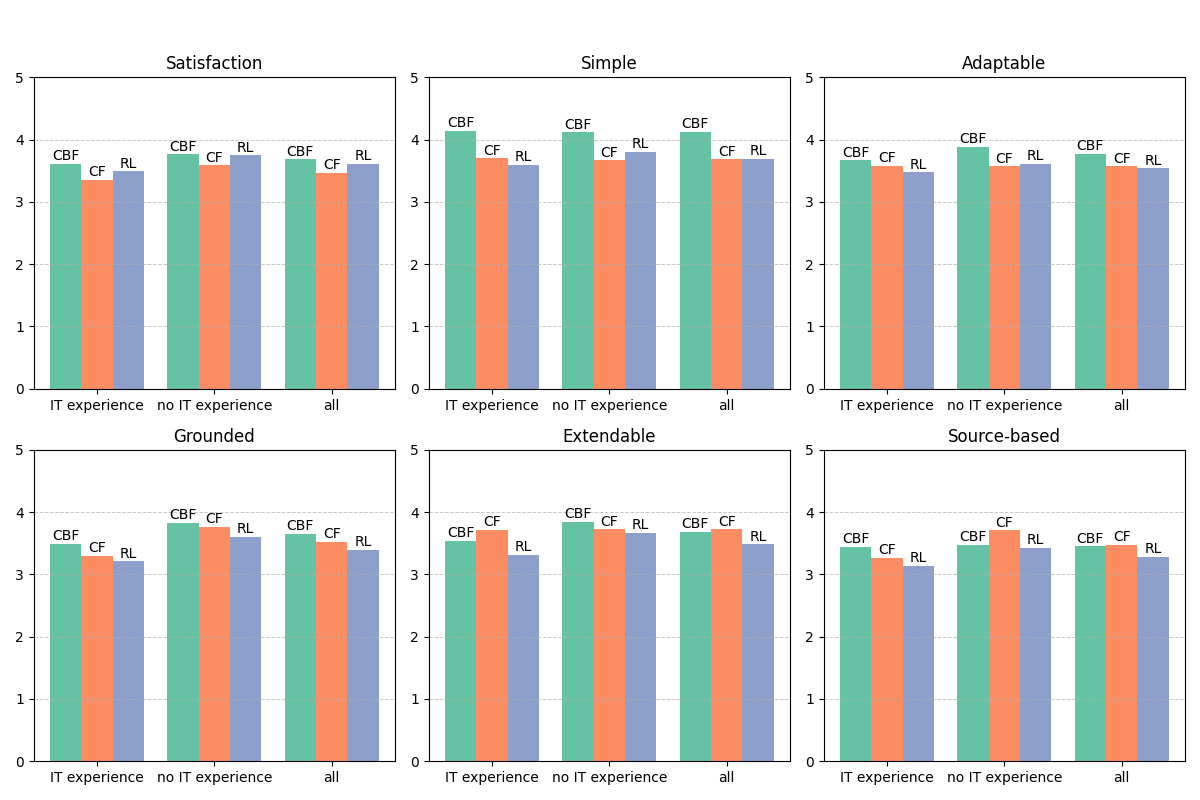 Satisfaction
5
4
3
2
1
0
CBF CF RL
CBF CF RL
CBF CF RL
IT experience no IT experience all
Simple
5
4
3
2
1
0
CBF CF RL
CBF CF RL
CBF CF RL
IT experience no IT experience all
Adaptable
5
4
3
2
1
0
CBF CF RL
CBF CF RL
CBF CF RL
IT experience no IT experience all
Grounded
5
4
3
2
1
0
CBF CF RL
CBF CF RL
CBF CF RL
IT experience no IT experience all
Extendable
5
4
3
2
1
0
CBF CF RL
CBF CF RL
CBF CF RL
IT experience no IT experience all
Source-based
5
4
3
2
1
0
CBF CF RL
CBF CF RL
CBF CF RL
IT experience no IT experience all